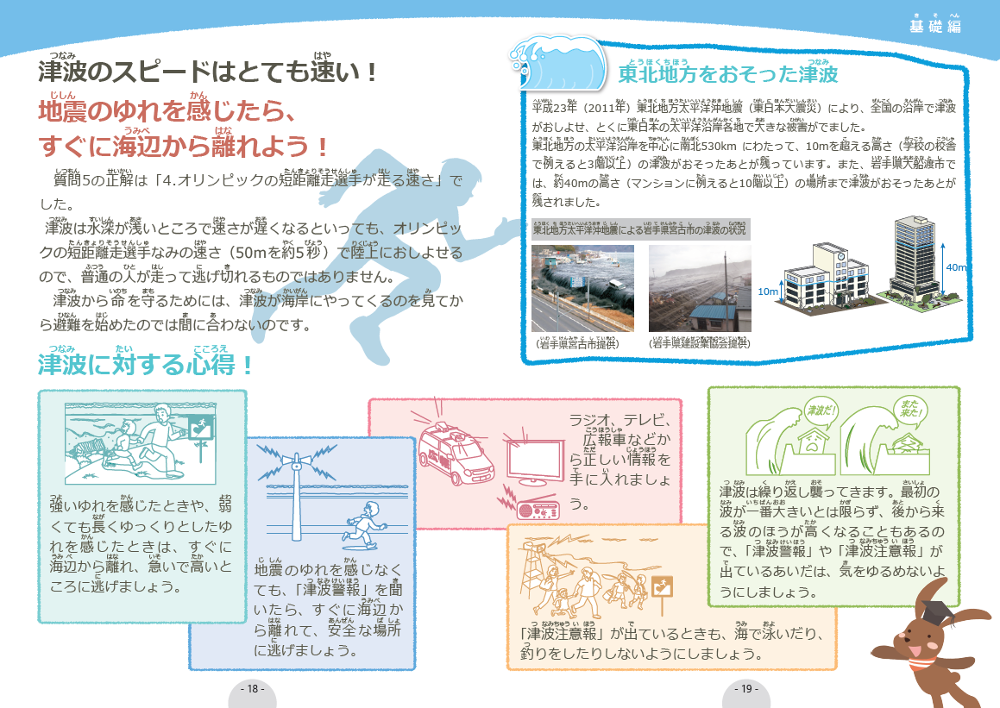 基礎編
津波のスピードはとても速い！
地震のゆれを感じたら、
すぐに海辺から離れよう！
質問5の正解は「4.オリンピックの短距離走選手が走る速さ」で
した。
津波は水深が浅いところで速さが遅くなるといっても、オリンピッ
クの短距離走選手なみの速さ（50mを約5秒）で陸上におしよせる
ので、普通の人が走って逃げ切れるものではありません。
津波から命を守るためには、津波が海岸にやってくるのを見てか
ら避難を始めたのでは間に合わないのです。
津波に対する心得！
強いゆれを感じたときや、弱
くても長くゆっくりとしたゆ
れを感じたときは、すぐに
海辺から離れ、急いで高いと
ころに逃げましょう。
地震のゆれを感じなく
ても、「津波警報」を聞
いたら、すぐに海辺か
ら離れて、安全な場所
に逃げましょう。
- 18 -
東北地方をおそった津波
平成23年（2011年）東北地方太平洋沖地震（東日本大震災）により、全国の沿岸で津波
がおしよせ、とくに東日本の太平洋沿岸各地で大きな被害がでました。
東北地方の太平洋沿岸を中心に南北530km にわたって、10mを超える高さ（学校の校舎
で例えると3階以上）の津波がおそったあとが残っています。また、岩手県大船渡市で
は、約40mの高さ（マンションに例えると10階以上）の場所まで津波がおそったあとが
残されました。
東北地方太平洋沖地震による岩手県宮古市の津波の状況
（岩手県宮古市提供）
（岩手県建設業協会提供）
10m
40m
ラジオ、テレビ、
広報車などか
ら正しい情報を
手に入れましょ
う。
「津波注意報」が出ているときも、海で泳いだり、
釣りをしたりしないようにしましょう。
津波だ！
また
来た！
津波は繰り返し襲ってきます。最初の
波が一番大きいとは限らず、後から来
る波のほうが高くなることもあるの
で、「津波警報」や「津波注意報」が
出ているあいだは、気をゆるめないよ
うにしましょう。
- 19 -